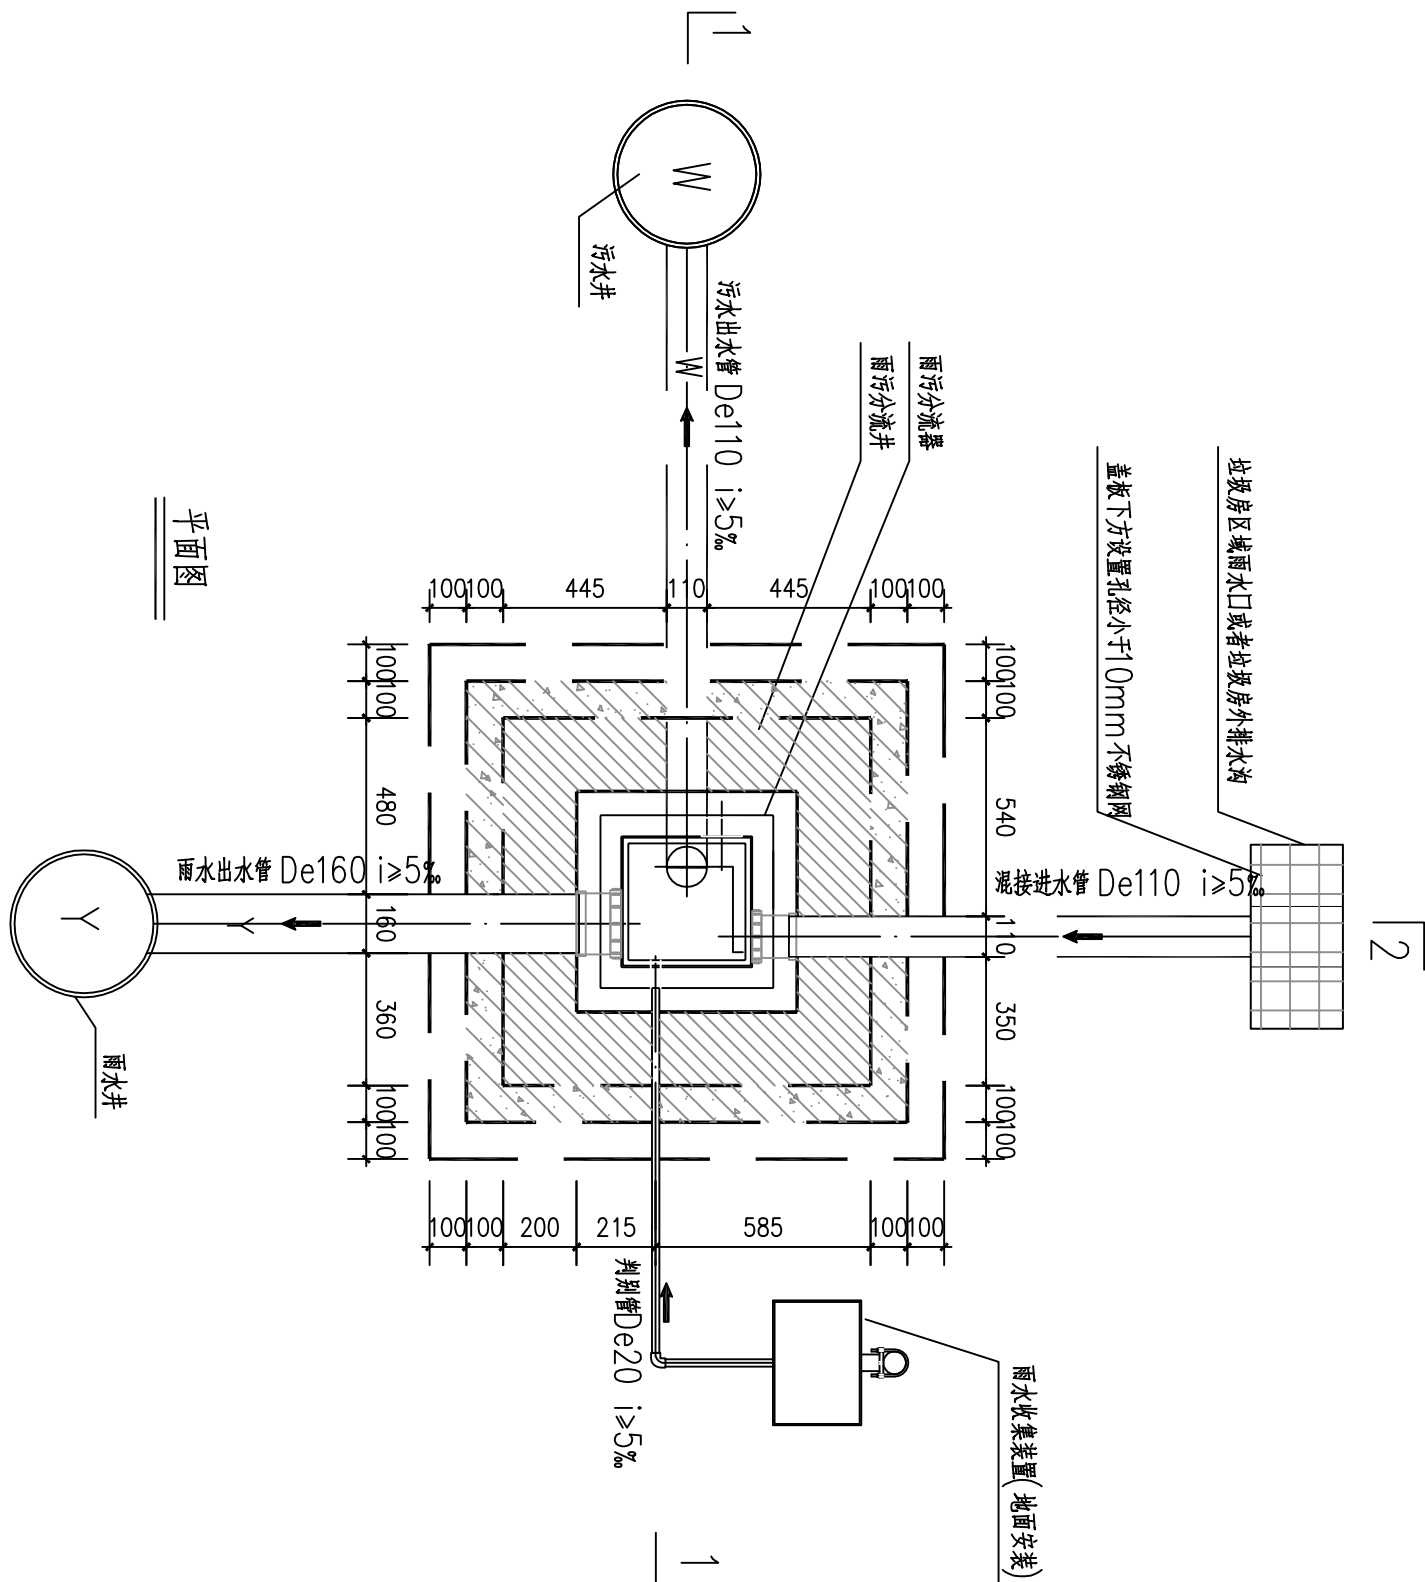 1
W
污水井
污水出水管 De110 i≥5‰
W
雨污分流井
雨污分流器
垃圾房区域雨水口或者垃圾房外排水沟
盖板下方设置孔径小于10mm不锈钢网
平面图
100 100 445 110 445 100 100
100 100 480 160 360 100 100
100 100 540 110 350 100 100
雨水出水管 De160 i≥5‰
混接进水管 De110 i≥5‰
Y
Y
雨水井
2
100 100 200 215 585 100 100
判别管De20 i≥5‰
雨水收集装置(地面安装)
1